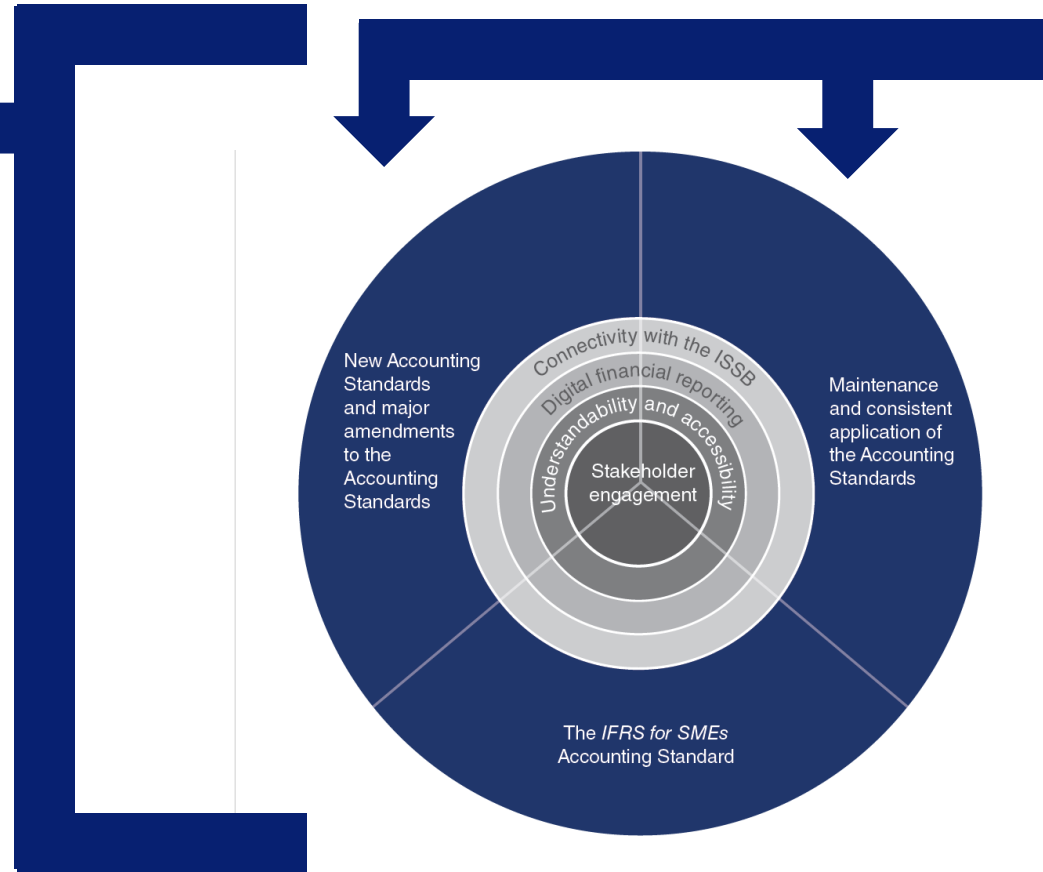 New Accounting
Standards
and major
amendments
to the
Accounting
Standards
Connectivity with the ISSB
Digital financial reporting
Understandability and accessibility
Stakeholder
engagement
Maintenance
and consistent
application of
the Accounting
Standards
The IFRS for SMEs
Accounting Standard